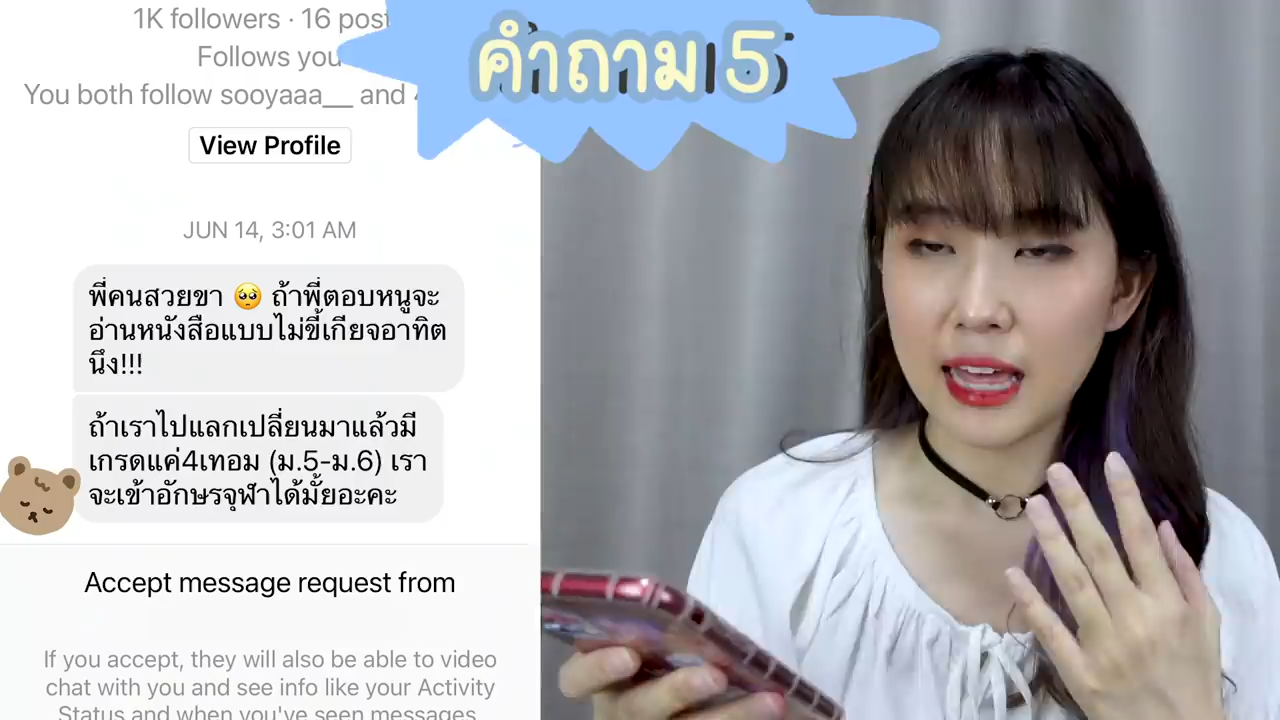 1K followers · 16 post
Follows you
You both follow sooyaaa__ and
คำถาม 5
View Profile
JUN 14, 3:01 AM
พี่คนสวยขา 🥺 ถ้าพี่ตอบหนูจะ
อ่านหนังสือแบบไม่ขี้เกียจอาทิต
นึง!!!
ถ้าเราไปแลกเปลี่ยนมาแล้วมี
เกรดแค่4เทอม (ม.5-ม.6) เรา
จะเข้าอักษรจุฬาได้มั้ยอะคะ
Accept message request from
If you accept, they will also be able to video
chat with you and see info like your Activity
Status and when you've seen messages.